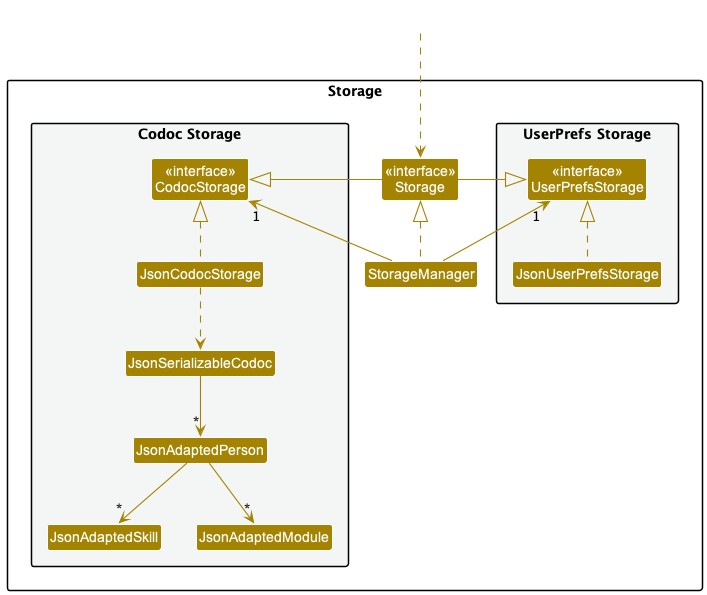 Storage
Codoc Storage
UserPrefs Storage
«interface»
CodocStorage
«interface»
Storage
«interface»
UserPrefsStorage
1
1
JsonCodocStorage
StorageManager
JsonUserPrefsStorage
JsonSerializableCodoc
*
JsonAdaptedPerson
*
*
JsonAdaptedSkill
JsonAdaptedModule